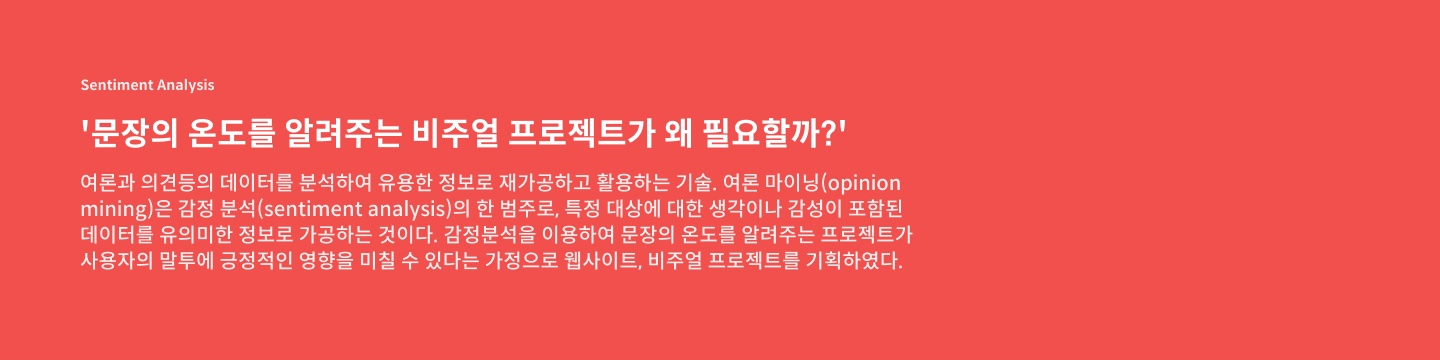 Sentiment Analysis
'문장의 온도를 알려주는 비주얼 프로젝트가 왜 필요할까?'
여론과 의견등의 데이터를 분석하여 유용한 정보로 재가공하고 활용하는 기술. 여론 마이닝(opinion
mining)은 감정 분석(sentiment analysis)의 한 범주로, 특정 대상에 대한 생각이나 감성이 포함된
데이터를 유의미한 정보로 가공하는 것이다. 감정분석을 이용하여 문장의 온도를 알려주는 프로젝트가
사용자의 말투에 긍정적인 영향을 미칠 수 있다는 가정으로 웹사이트, 비주얼 프로젝트를 기획하였다.